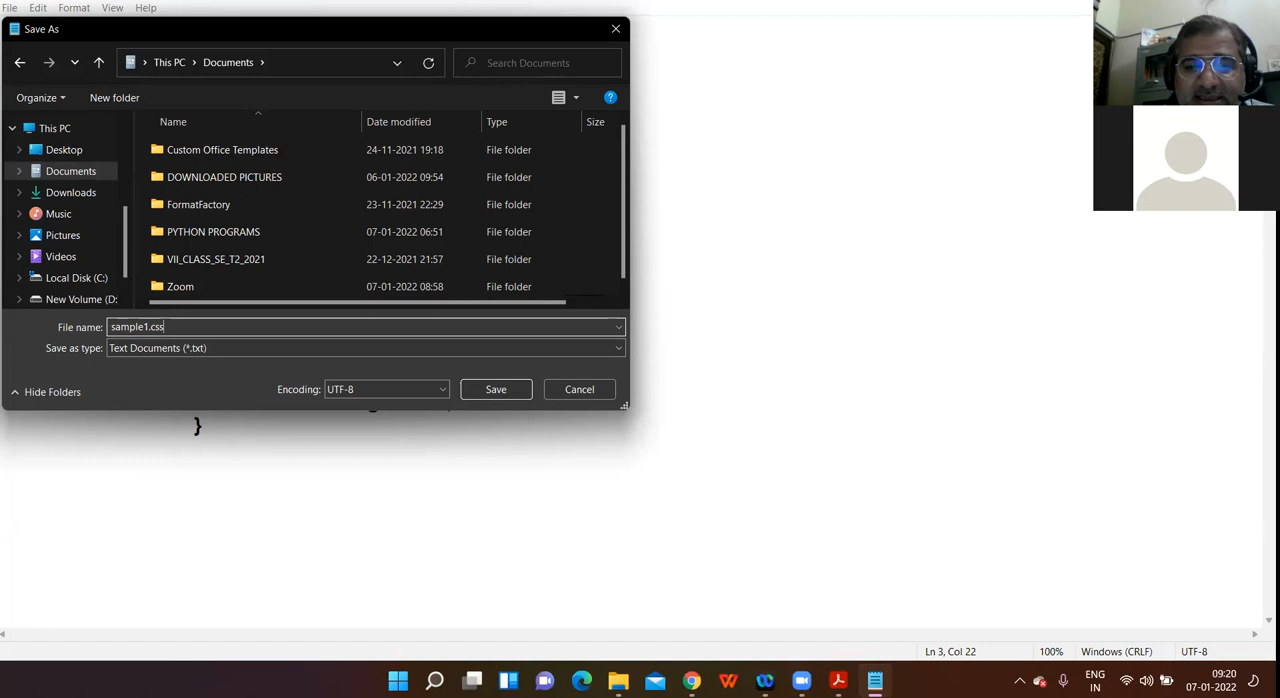 File Edit Format View Help
Save As
This PC Documents
Search Documents
Organize New folder
Name Date modified Type Size
This PC
Desktop
Documents
Downloads
Music
Pictures
Videos
Local Disk (C:)
New Volume (D:
Custom Office Templates 24-11-2021 19:18 File folder
DOWNLOADED PICTURES 06-01-2022 09:54 File folder
FormatFactory 23-11-2021 22:29 File folder
PYTHON PROGRAMS 07-01-2022 06:51 File folder
VII_CLASS_SE_T2_2021 22-12-2021 21:57 File folder
Zoom 07-01-2022 08:58 File folder
File name: sample1.css
Save as type: Text Documents (*.txt)
Hide Folders Encoding: UTF-8 Save Cancel
}
Ln 3, Col 22 100% Windows (CRLF) UTF-8
ENG
IN
09:20
07-01-2022